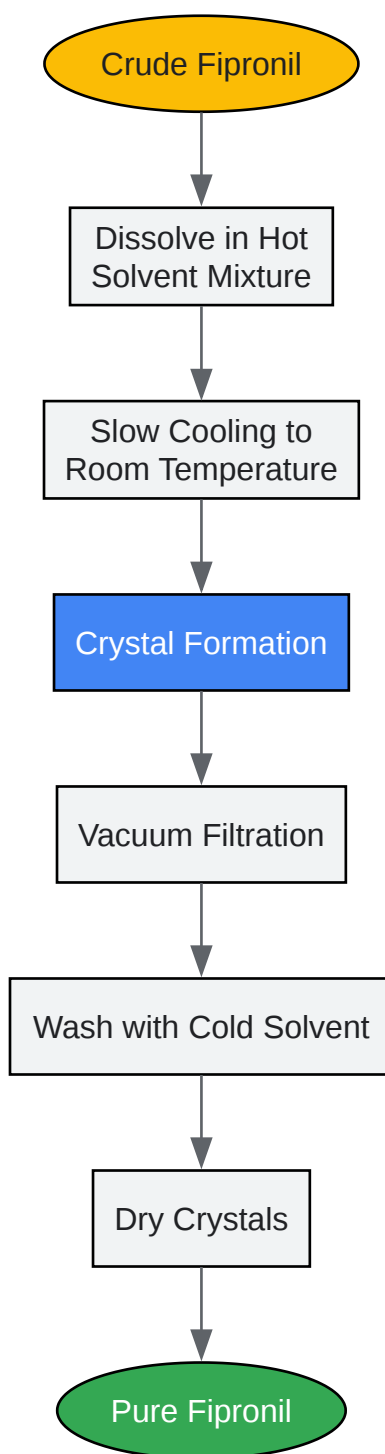 Crude Fipronil
Dissolve in Hot
Solvent Mixture
Slow Cooling to
Room Temperature
Crystal Formation
Vacuum Filtration
Wash with Cold Solvent
Dry Crystals
Pure Fipronil